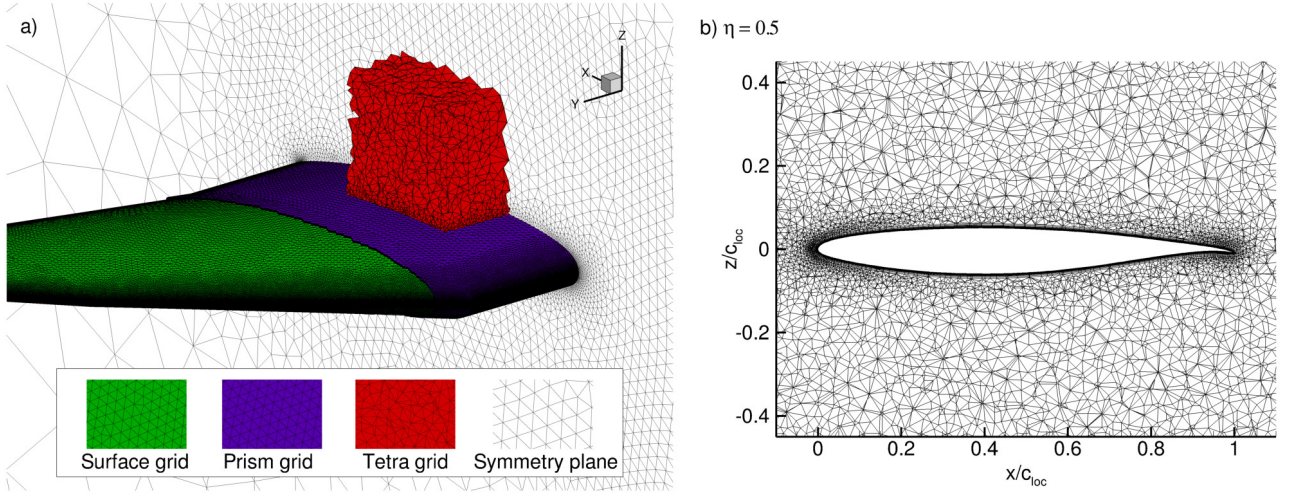 a)
Z
X
Y
Surface grid
Prism grid
Tetra grid
Symmetry plane
b) η = 0.5
z/c_loc
0.4
0.2
0
-0.2
-0.4
0
0.2
0.4
0.6
0.8
1
x/c_loc